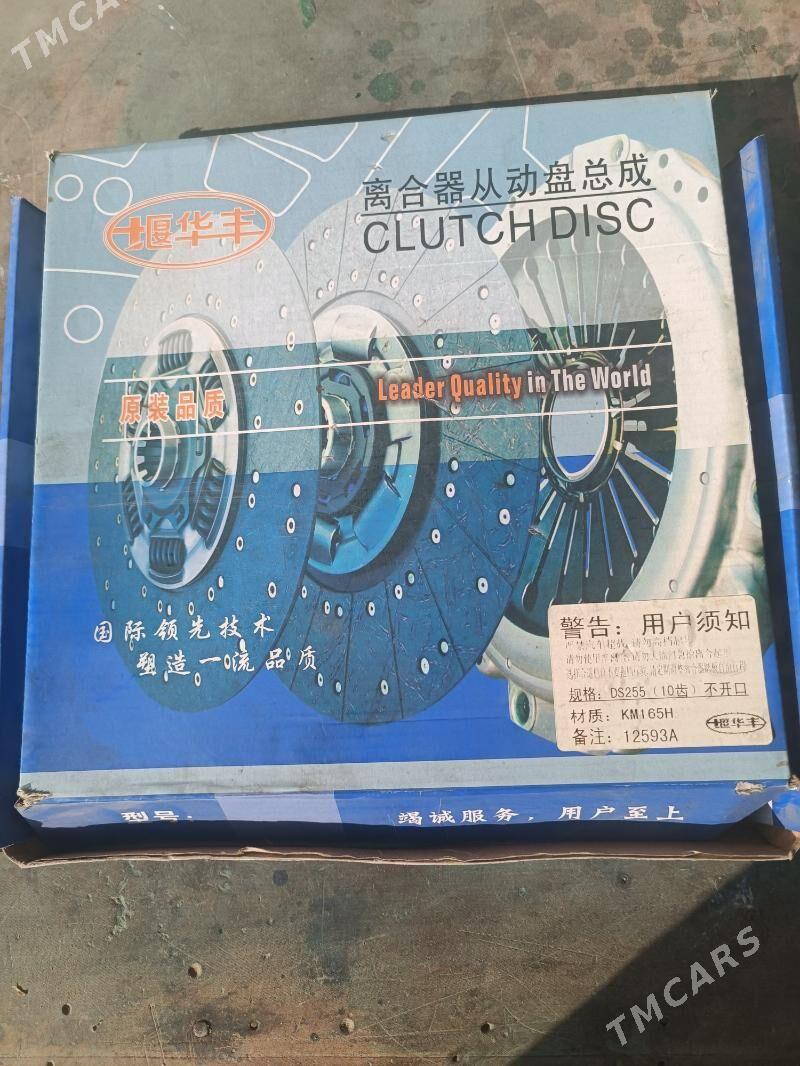 TMCARS
离合器从动盘总成
CLUTCH DISC
堰华丰
Leader Quality in The World
原装品质
国际领先技术
塑造一流品质
警告：用户须知
规格：DS255（10齿）不开口
材质：KM165H
备注：12593A
堰华丰
型号：
竭诚服务，用户至上
TMCARS